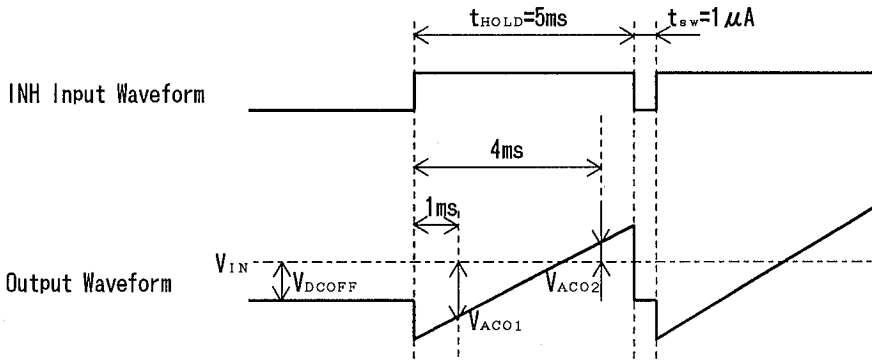 tHOLD=5ms
tsw=1μA
INH Input Waveform
4ms
1ms
VIN
VDCOFF
VACO2
Output Waveform
VACO1